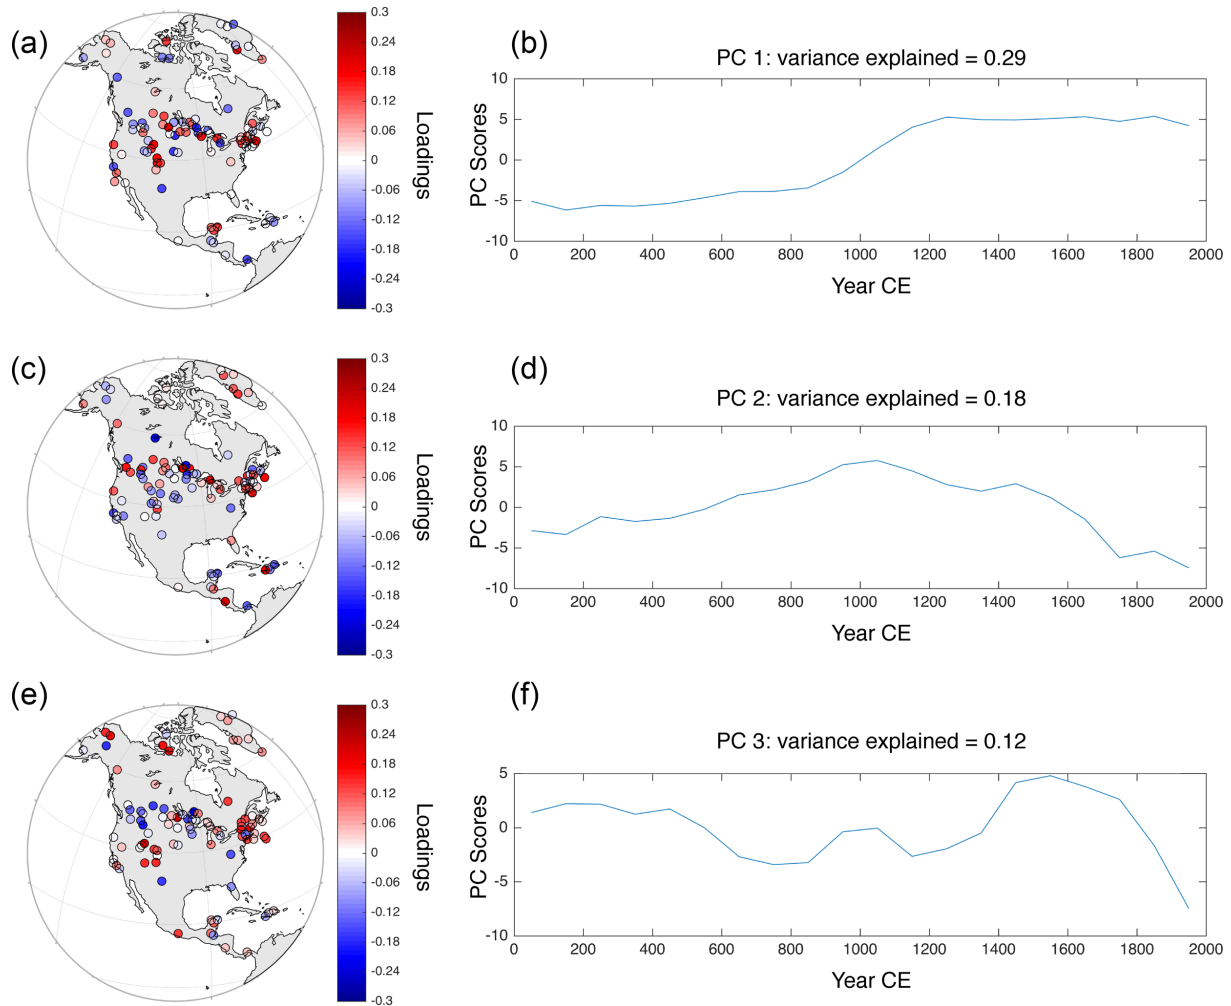 (a)
0.3
0.24
0.18
0.12
0.06
0
-0.06
-0.12
-0.18
-0.24
-0.3
Loadings
(b)
PC 1: variance explained = 0.29
10
5
0
-5
-10
PC Scores
0 200 400 600 800 1000 1200 1400 1600 1800 2000
Year CE
(c)
0.3
0.24
0.18
0.12
0.06
0
-0.06
-0.12
-0.18
-0.24
-0.3
Loadings
(d)
PC 2: variance explained = 0.18
10
5
0
-5
-10
PC Scores
0 200 400 600 800 1000 1200 1400 1600 1800 2000
Year CE
(e)
0.3
0.24
0.18
0.12
0.06
0
-0.06
-0.12
-0.18
-0.24
-0.3
Loadings
(f)
PC 3: variance explained = 0.12
5
0
-5
-10
PC Scores
0 200 400 600 800 1000 1200 1400 1600 1800 2000
Year CE